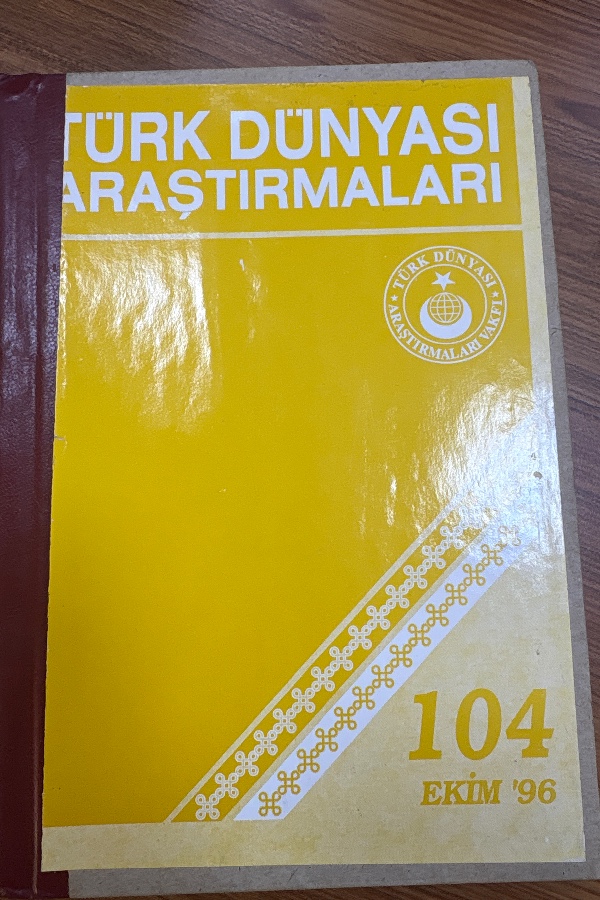 TÜRK DÜNYASI
ARAŞTIRMALARI
TÜRK DÜNYASI
ARAŞTIRMALARI VAKFI
104
EKİM '96